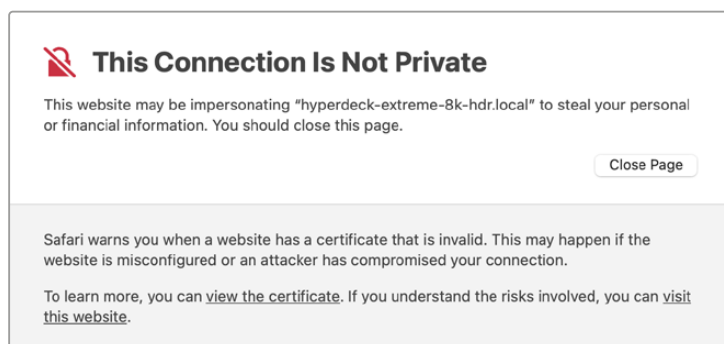 This Connection Is Not Private
This website may be impersonating “hyperdeck-extreme-8k-hdr.local” to steal your personal
or financial information. You should close this page.
Close Page
Safari warns you when a website has a certificate that is invalid. This may happen if the
website is misconfigured or an attacker has compromised your connection.
To learn more, you can view the certificate. If you understand the risks involved, you can visit
this website.